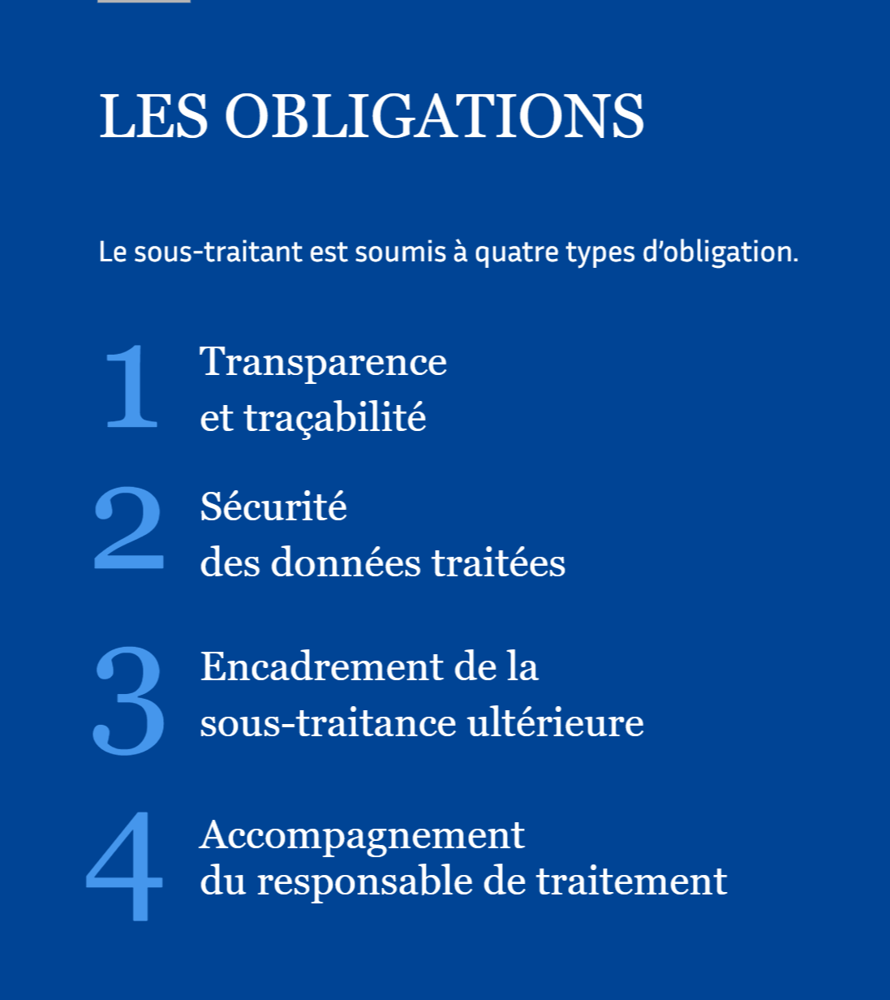 LES OBLIGATIONS
Le sous-traitant est soumis à quatre types d’obligation.
1 Transparence
et traçabilité
2 Sécurité
des données traitées
3 Encadrement de la
sous-traitance ultérieure
4 Accompagnement
du responsable de traitement